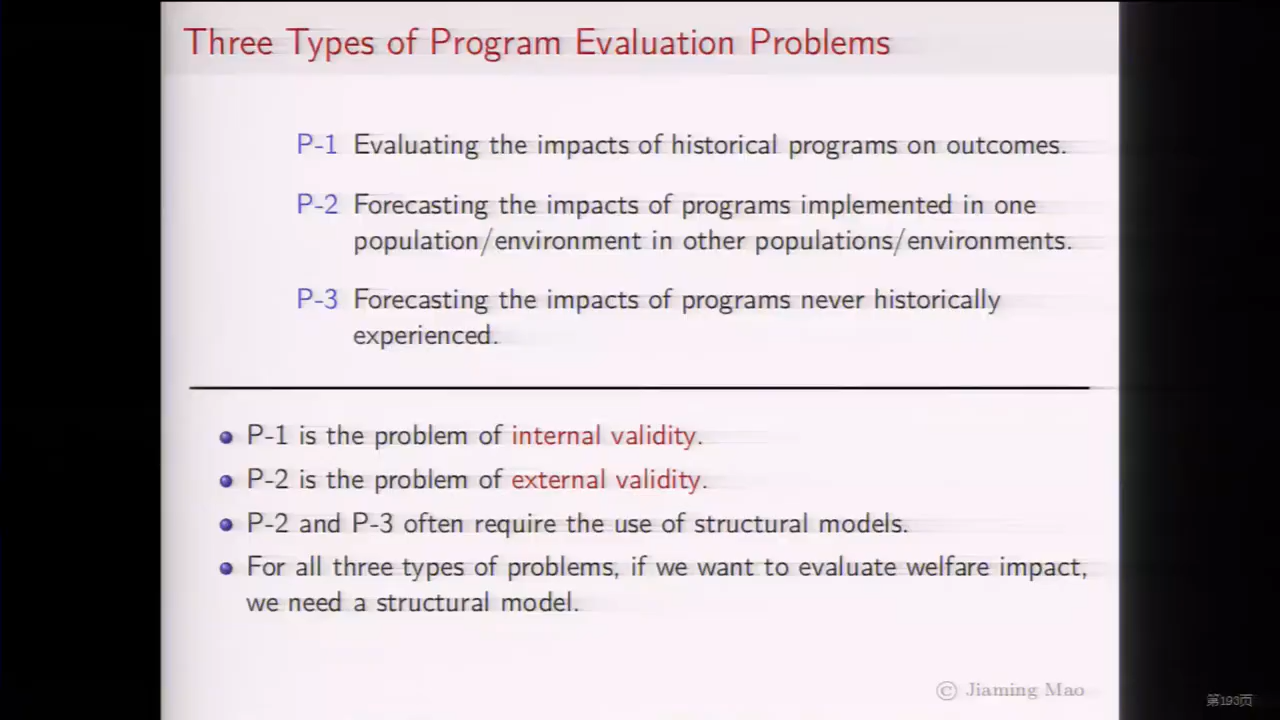 Three Types of Program Evaluation Problems
P-1 Evaluating the impacts of historical programs on outcomes.
P-2 Forecasting the impacts of programs implemented in one
population/environment in other populations/environments.
P-3 Forecasting the impacts of programs never historically
experienced.
P-1 is the problem of internal validity.
P-2 is the problem of external validity.
P-2 and P-3 often require the use of structural models.
For all three types of problems, if we want to evaluate welfare impact,
we need a structural model.
© Jiaming Mao
第193页